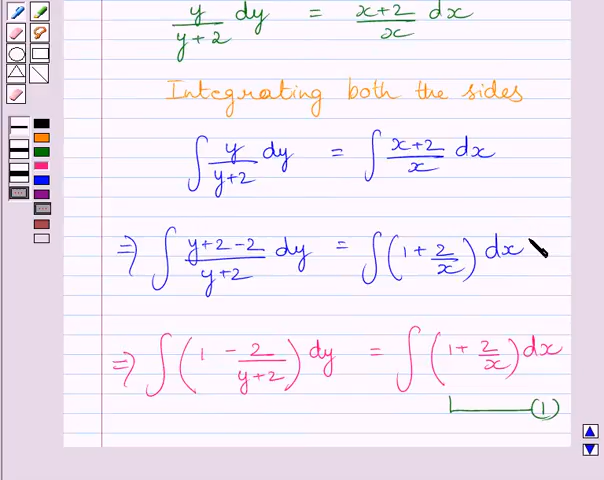 y/(y+2) dy = (x+2)/x dx
Integrating both the sides
∫ y/(y+2) dy = ∫ (x+2)/x dx
⇒ ∫ (y+2-2)/(y+2) dy = ∫ (1 + 2/x) dx
⇒ ∫ (1 - 2/(y+2)) dy = ∫ (1 + 2/x) dx
①